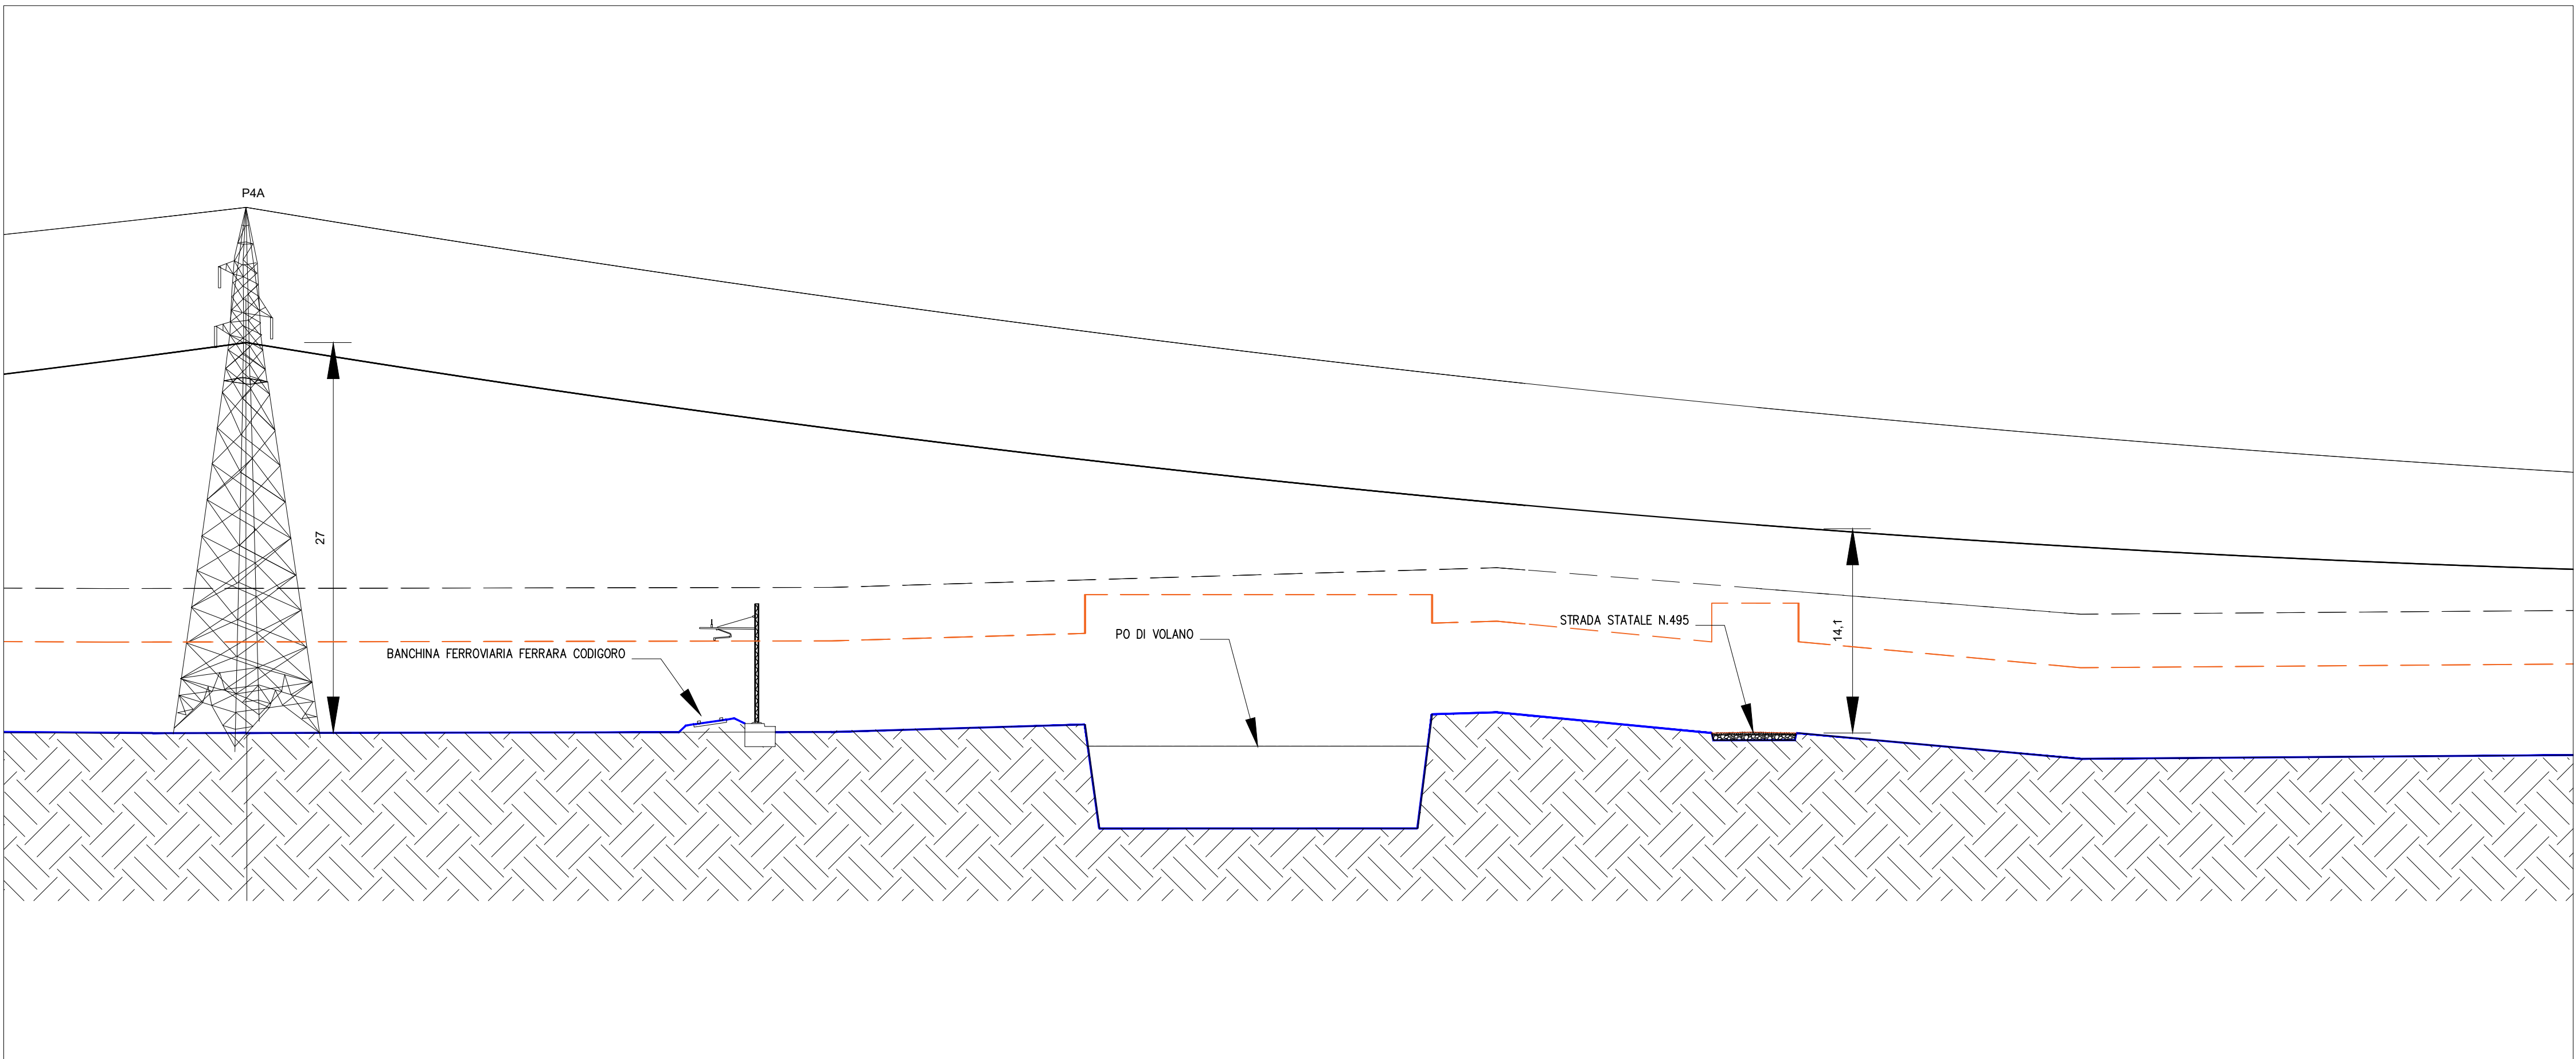 P4A
27
BANCHINA FERROVIARIA FERRARA CODIGORO
PO DI VOLANO
STRADA STATALE N.495
14,1